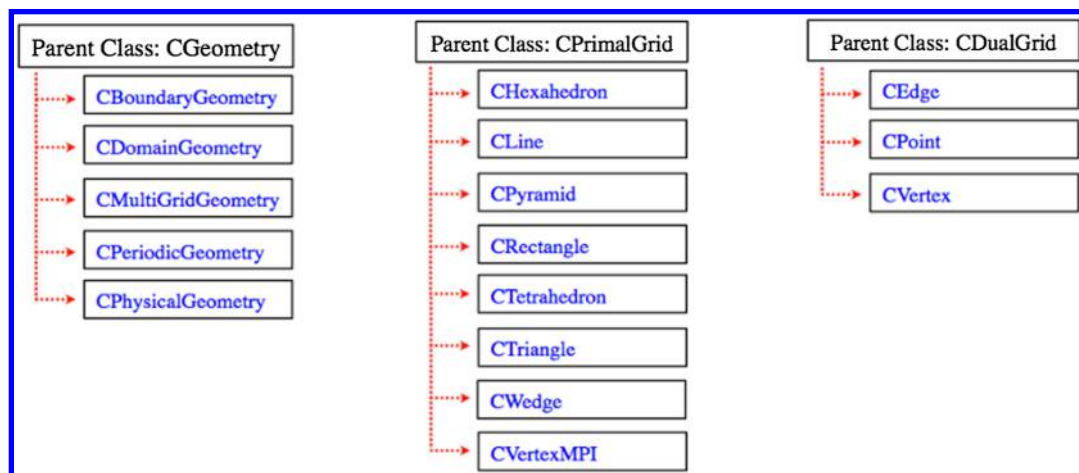 Parent Class: CGeometry
CBoundaryGeometry
CDomainGeometry
CMultiGridGeometry
CPeriodicGeometry
CPhysicalGeometry
Parent Class: CPrimalGrid
CHexahedron
CLine
CPyramid
CRectangle
CTetrahedron
CTriangle
CWedge
CVertexMPI
Parent Class: CDualGrid
CEdge
CPoint
CVertex